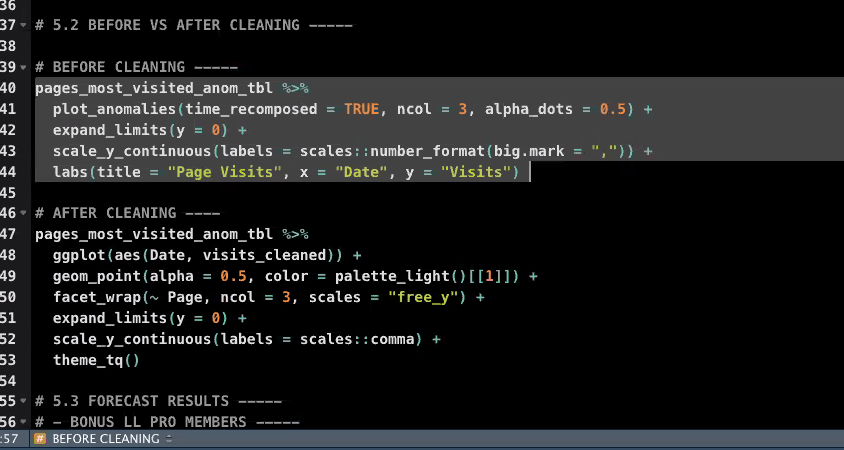 36
37 # 5.2 BEFORE VS AFTER CLEANING -----
38
39 # BEFORE CLEANING -----
40 pages_most_visited_anom_tbl %>%
41   plot_anomalies(time_recomposed = TRUE, ncol = 3, alpha_dots = 0.5) +
42   expand_limits(y = 0) +
43   scale_y_continuous(labels = scales::number_format(big.mark = ",")) +
44   labs(title = "Page Visits", x = "Date", y = "Visits")
45
46 # AFTER CLEANING ----
47 pages_most_visited_anom_tbl %>%
48   ggplot(aes(Date, visits_cleaned)) +
49   geom_point(alpha = 0.5, color = palette_light()[[1]]) +
50   facet_wrap(~ Page, ncol = 3, scales = "free_y") +
51   expand_limits(y = 0) +
52   scale_y_continuous(labels = scales::comma) +
53   theme_tq()
54
55 # 5.3 FORECAST RESULTS -----
56 # - BONUS LL PRO MEMBERS -----
:57 # BEFORE CLEANING